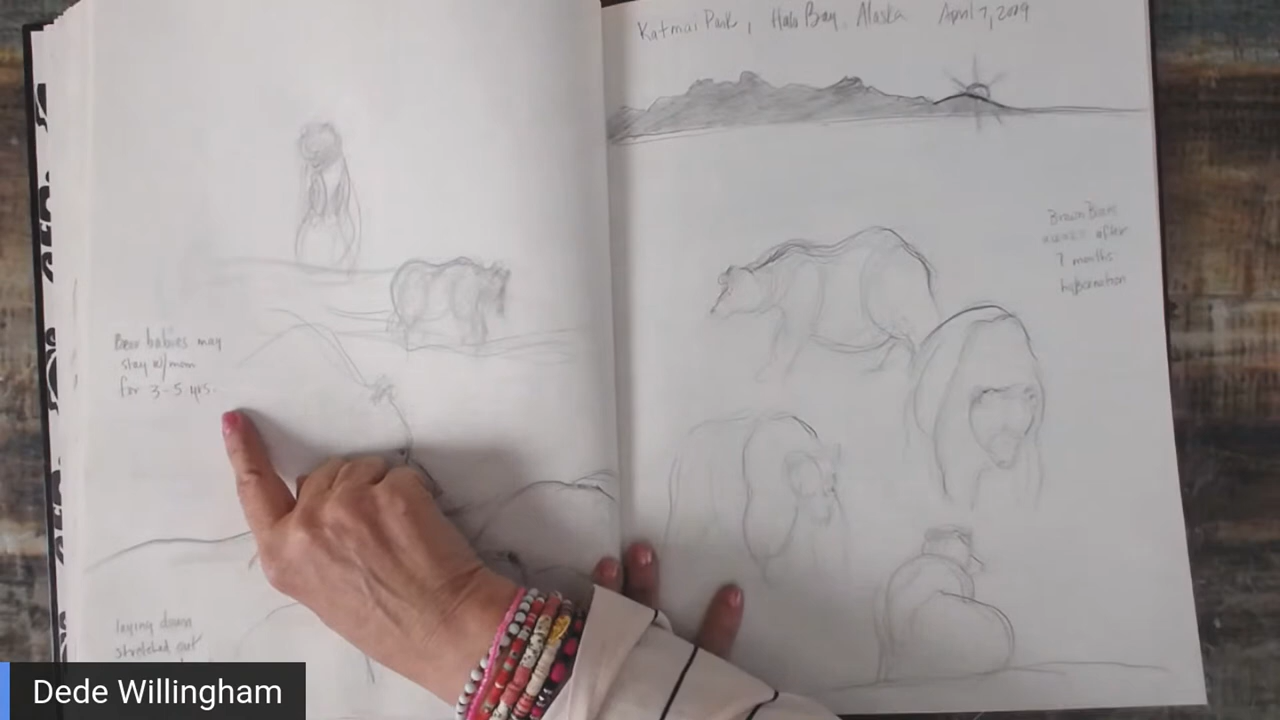 Katmai Park, Halo Bay, Alaska April 7, 2019
Bear babies may
stay w/mom
for 3-5 yrs.
Brown Bears
awake after
7 months
hibernation
laying down
stretched out
Dede Willingham